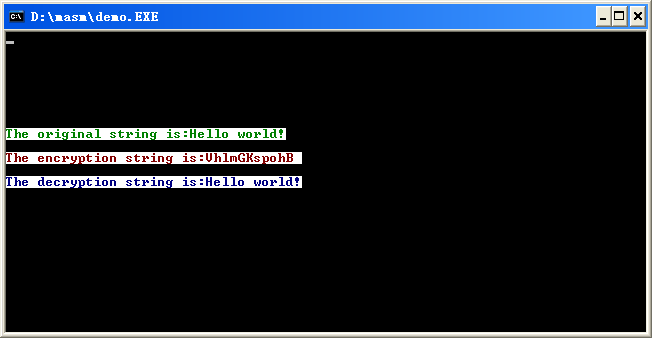 D:\masm\demo.EXE
The original string is:Hello world!
The encryption string is:VhlmGKspohB
The decryption string is:Hello world!